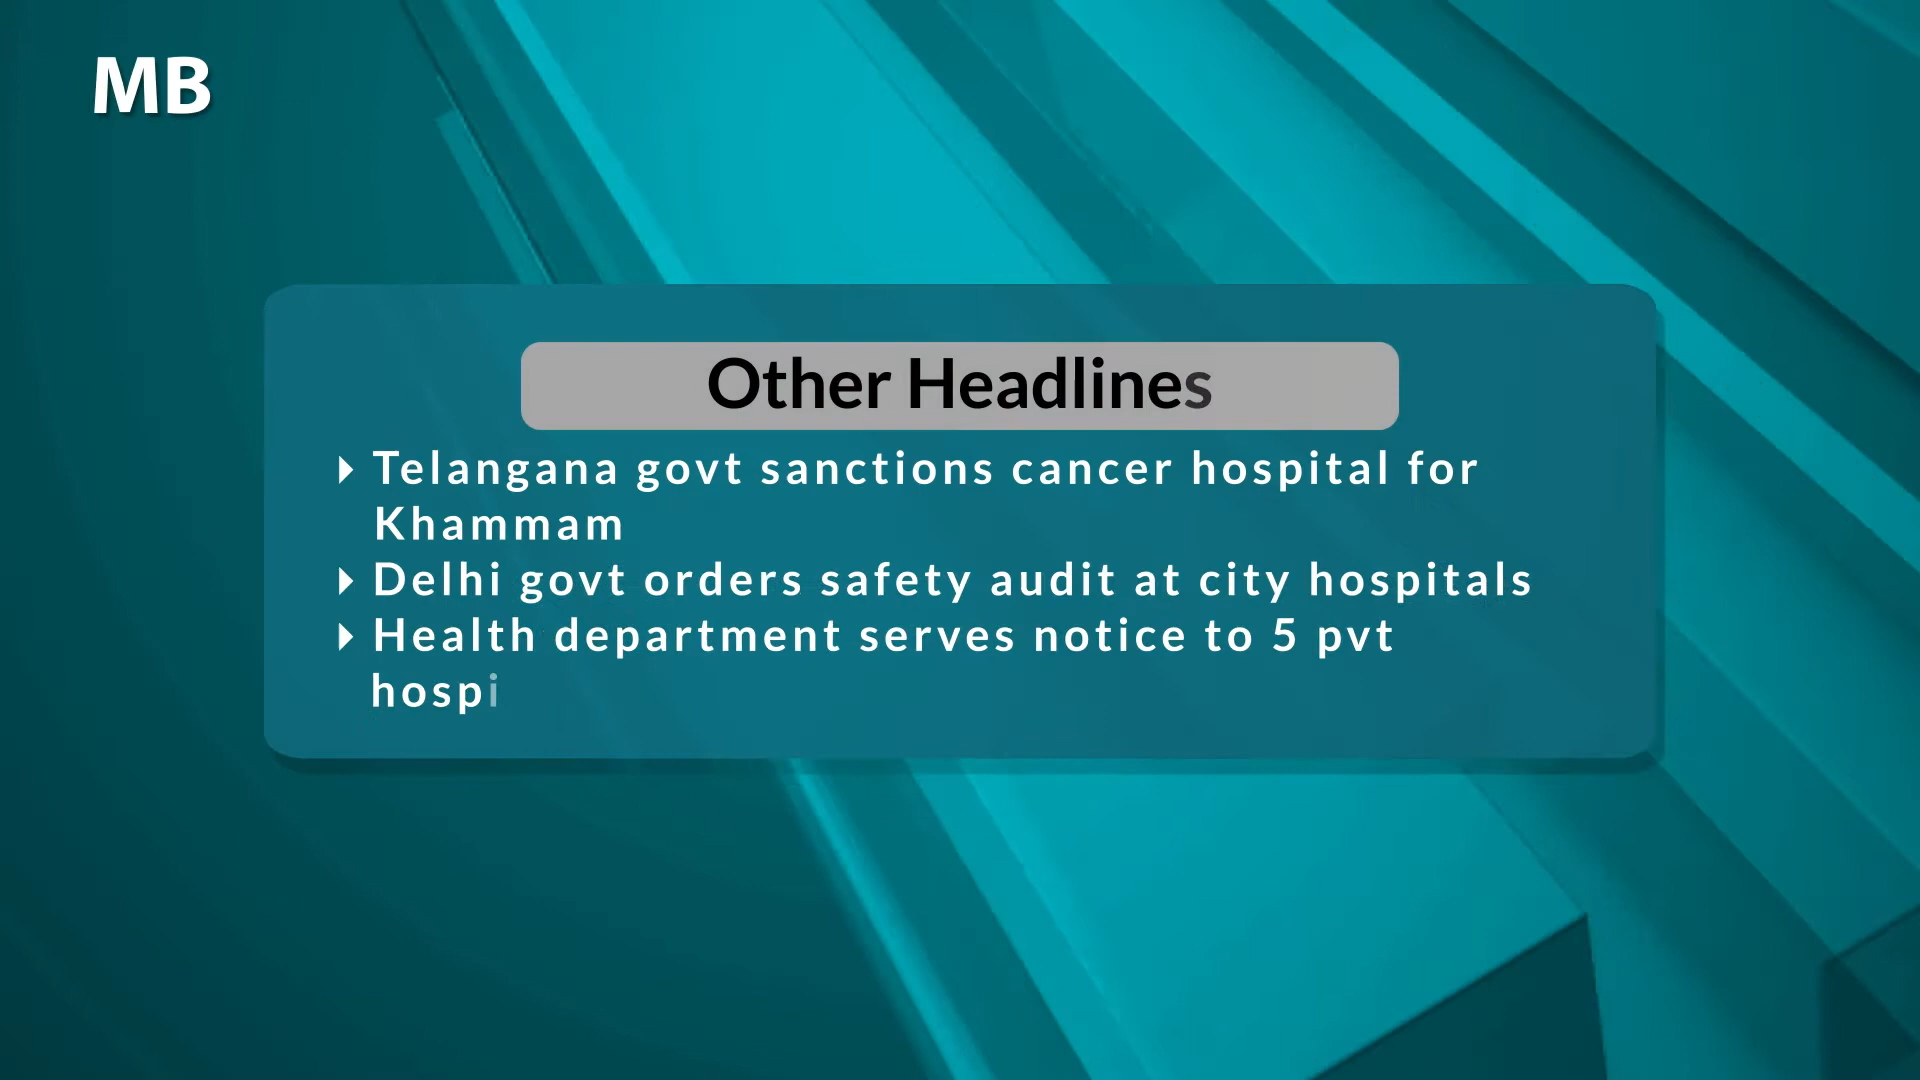 MB
Other Headlines
Telangana govt sanctions cancer hospital for
Khammam
Delhi govt orders safety audit at city hospitals
Health department serves notice to 5 pvt
hospi